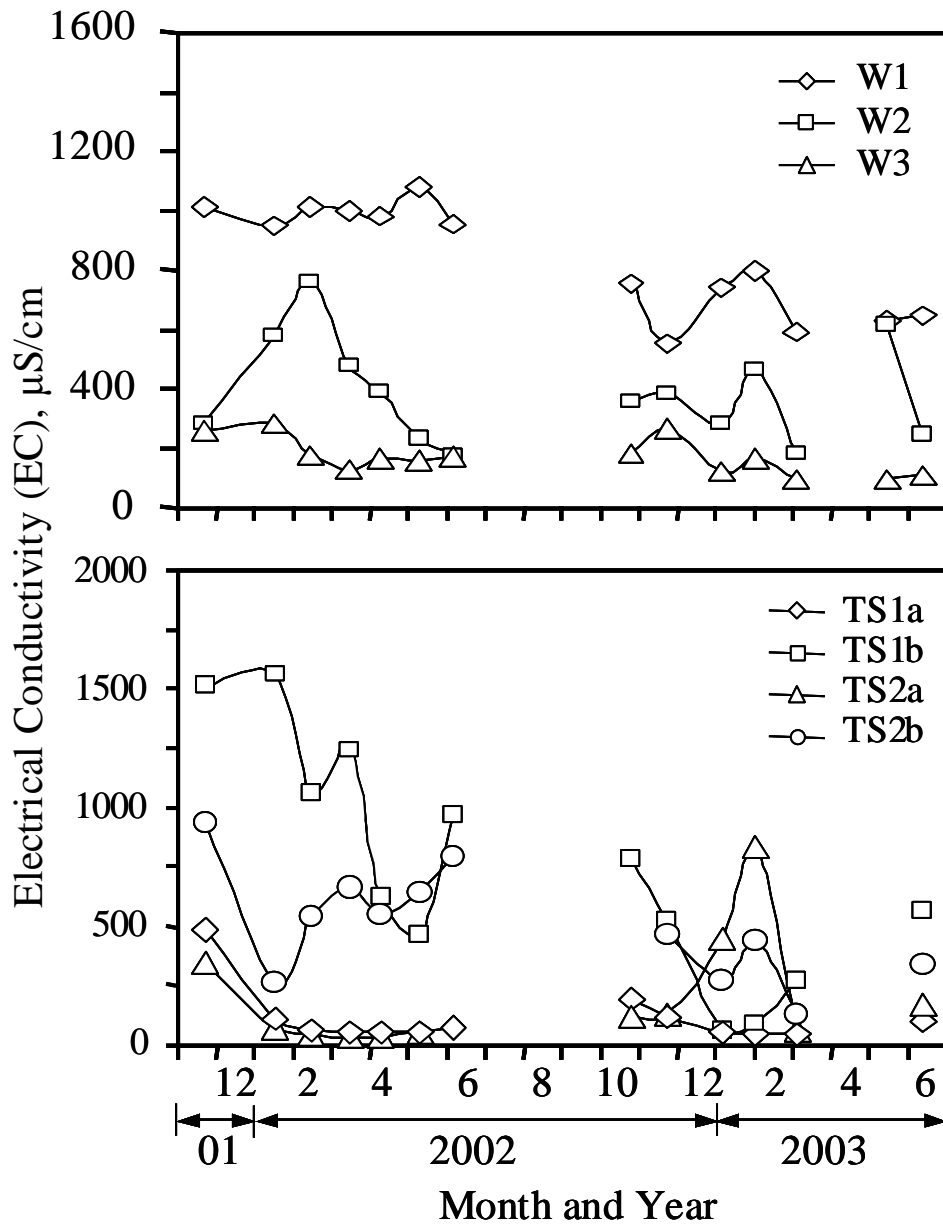 Electrical Conductivity (EC), µS/cm
1600
1200
800
400
0
W1
W2
W3
2000
1500
1000
500
0
TS1a
TS1b
TS2a
TS2b
12 2 4 6 8 10 12 2 4 6
01 2002 2003
Month and Year